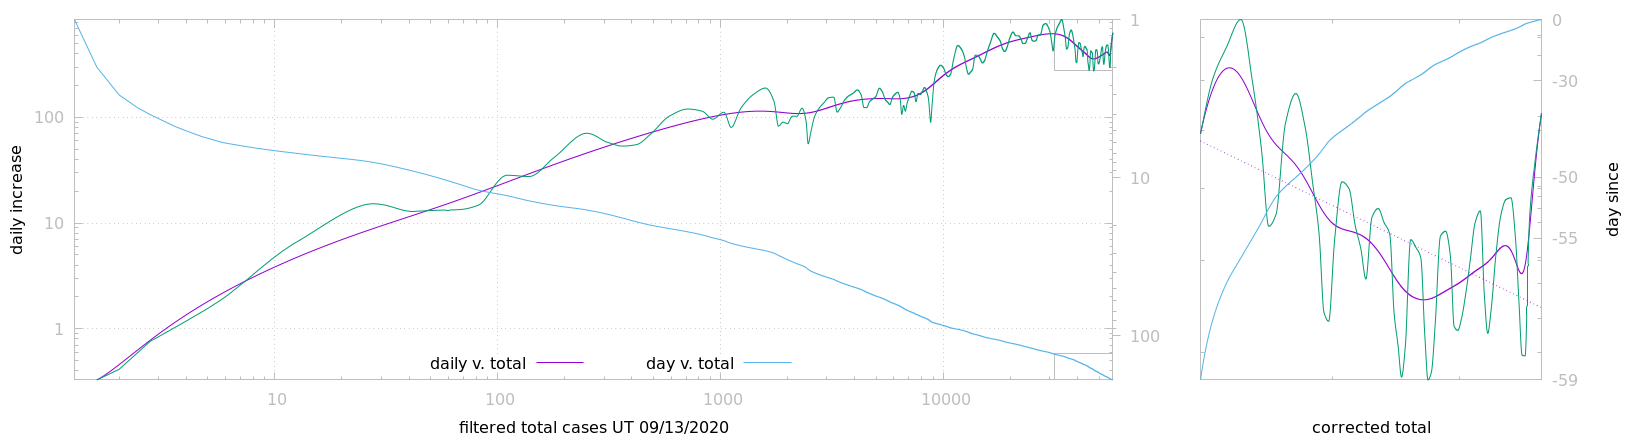 daily increase
100
10
1
10
100
1000
10000
filtered total cases UT 09/13/2020
daily v. total
day v. total
1
10
100
0
-30
-50
-55
-59
day since
corrected total